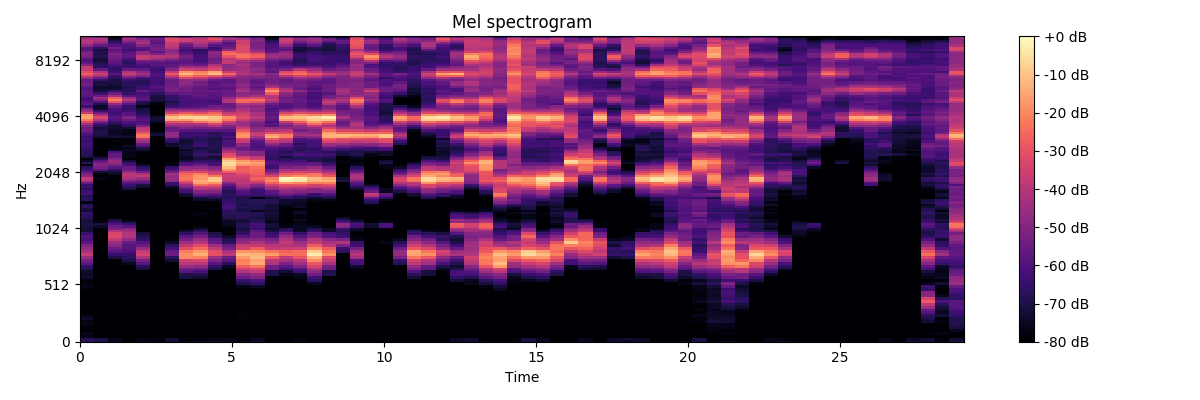 Mel spectrogram
+0 dB
8192
-10 dB
-20 dB
4096
-30 dB
2048
-40 dB
Hz
-50 dB
1024
-60 dB
512
-70 dB
0
-80 dB
0 5 10 15 20 25
Time